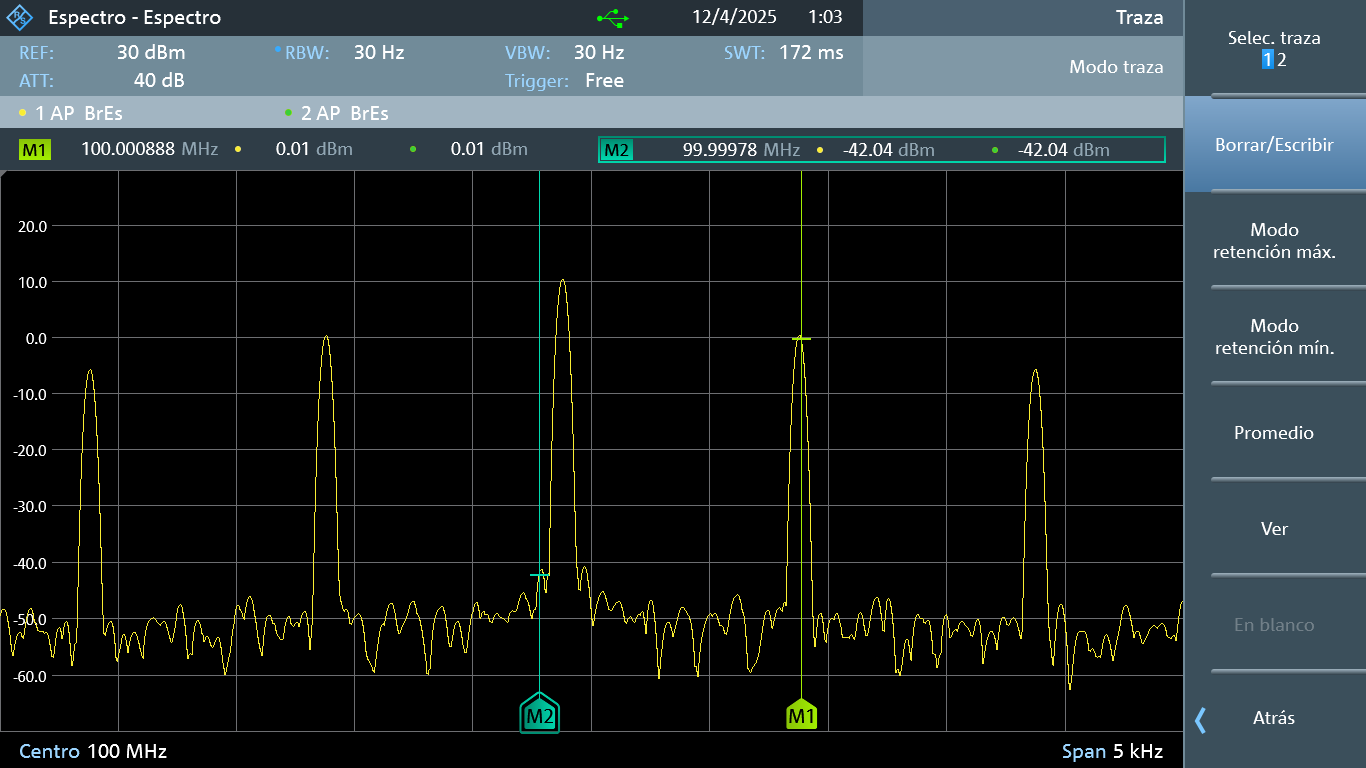 Espectro - Espectro 12/4/2025 1:03 Traza
REF: 30 dBm RBW: 30 Hz VBW: 30 Hz SWT: 172 ms Modo traza
ATT: 40 dB Trigger: Free
1 AP BrEs 2 AP BrEs
M1 100.000888 MHz 0.01 dBm 0.01 dBm M2 99.99978 MHz -42.04 dBm -42.04 dBm
20.0
10.0
0.0
-10.0
-20.0
-30.0
-40.0
-50.0
-60.0
M2 M1
Centro 100 MHz Span 5 kHz
Selec. traza
1 2
Borrar/Escribir
Modo
retención máx.
Modo
retención mín.
Promedio
Ver
En blanco
Atrás